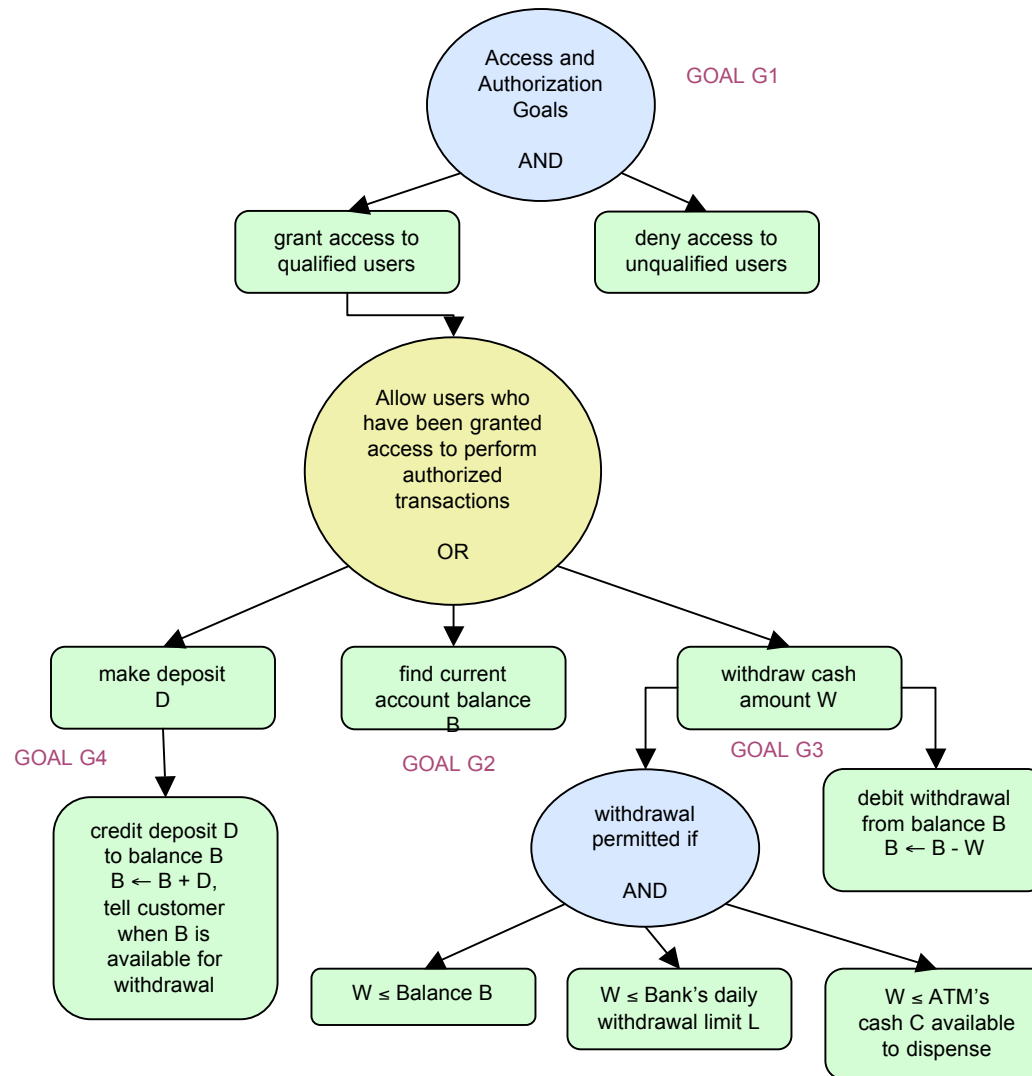 Access and
Authorization
Goals
AND
GOAL G1
grant access to
qualified users
deny access to
unqualified users
Allow users who
have been granted
access to perform
authorized
transactions
OR
make deposit
D
find current
account balance
B
withdraw cash
amount W
GOAL G4
GOAL G2
GOAL G3
credit deposit D
to balance B
B ← B + D,
tell customer
when B is
available for
withdrawal
withdrawal
permitted if
AND
debit withdrawal
from balance B
B ← B - W
W ≤ Balance B
W ≤ Bank's daily
withdrawal limit L
W ≤ ATM's
cash C available
to dispense